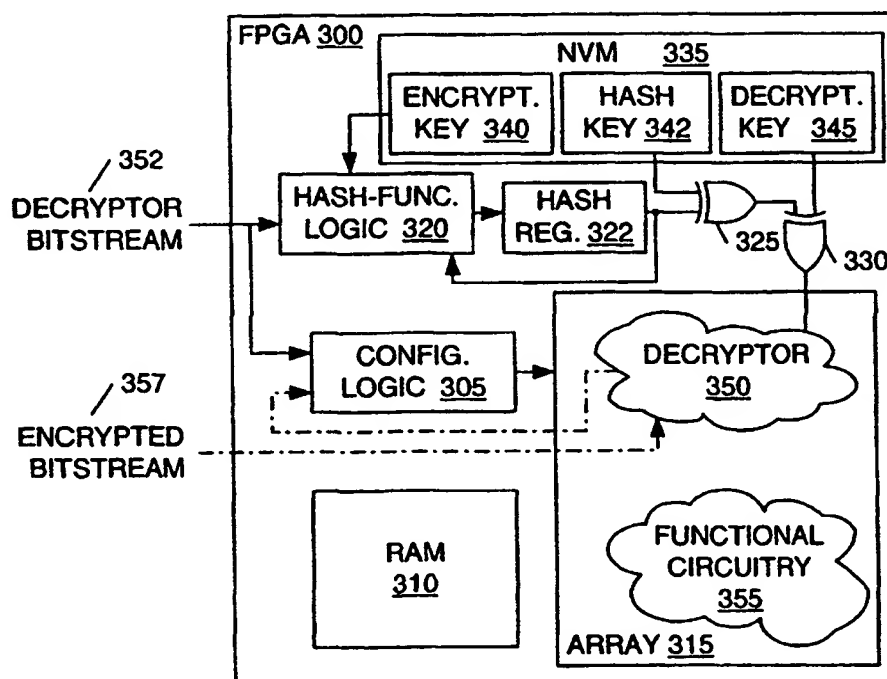 FPGA 300
NVM 335
ENCRYPT.
KEY 340
HASH
KEY 342
DECRYPT.
KEY 345
352
DECRYPTOR
BITSTREAM
HASH-FUNC.
LOGIC 320
HASH
REG. 322
325
330
CONFIG.
LOGIC 305
DECRYPTOR
350
357
ENCRYPTED
BITSTREAM
RAM
310
FUNCTIONAL
CIRCUITRY
355
ARRAY 315